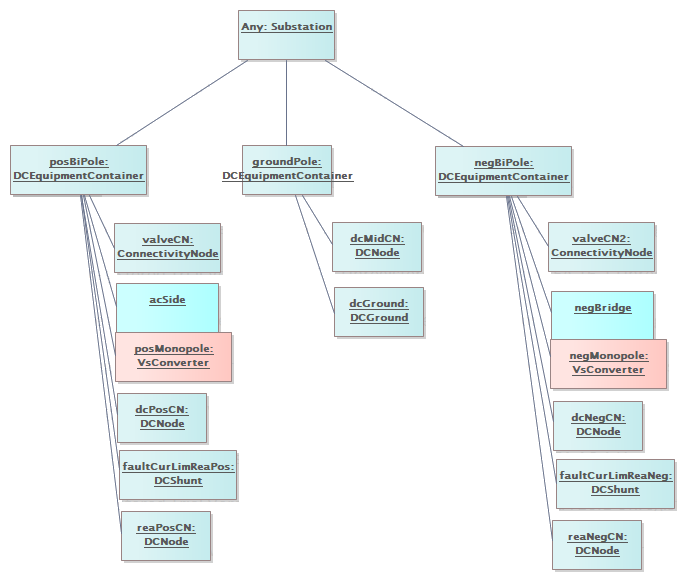 Any: Substation
posBiPole:
DCEquipmentContainer
groundPole:
DCEquipmentContainer
negBiPole:
DCEquipmentContainer
valveCN:
ConnectivityNode
acSide
posMonopole:
VsConverter
dcPosCN:
DCNode
faultCurLimReaPos:
DCShunt
reaPosCN:
DCNode
dcMidCN:
DCNode
dcGround:
DCGround
valveCN2:
ConnectivityNode
negBridge
negMonopole:
VsConverter
dcNegCN:
DCNode
faultCurLimReaNeg:
DCShunt
reaNegCN:
DCNode